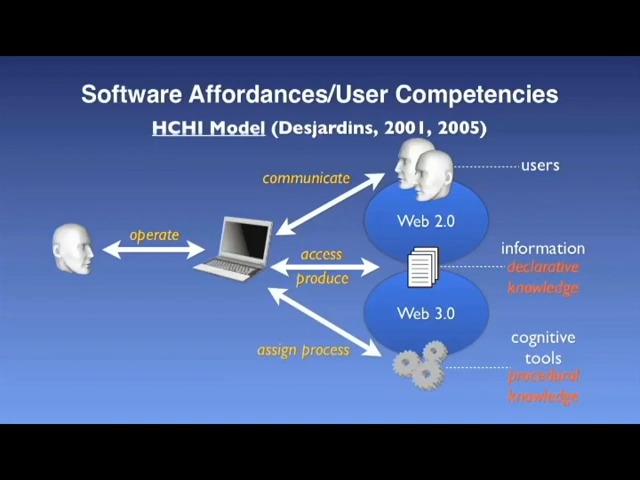 Software Affordances/User Competencies
HCHI Model (Desjardins, 2001, 2005)
communicate
users
Web 2.0
operate
access
produce
information
declarative
knowledge
Web 3.0
assign process
cognitive
tools
procedural
knowledge